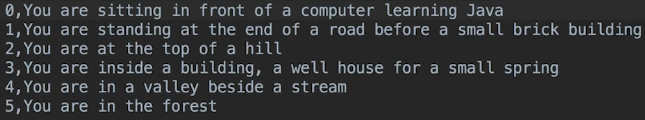 0,You are sitting in front of a computer learning Java
1,You are standing at the end of a road before a small brick building
2,You are at the top of a hill
3,You are inside a building, a well house for a small spring
4,You are in a valley beside a stream
5,You are in the forest